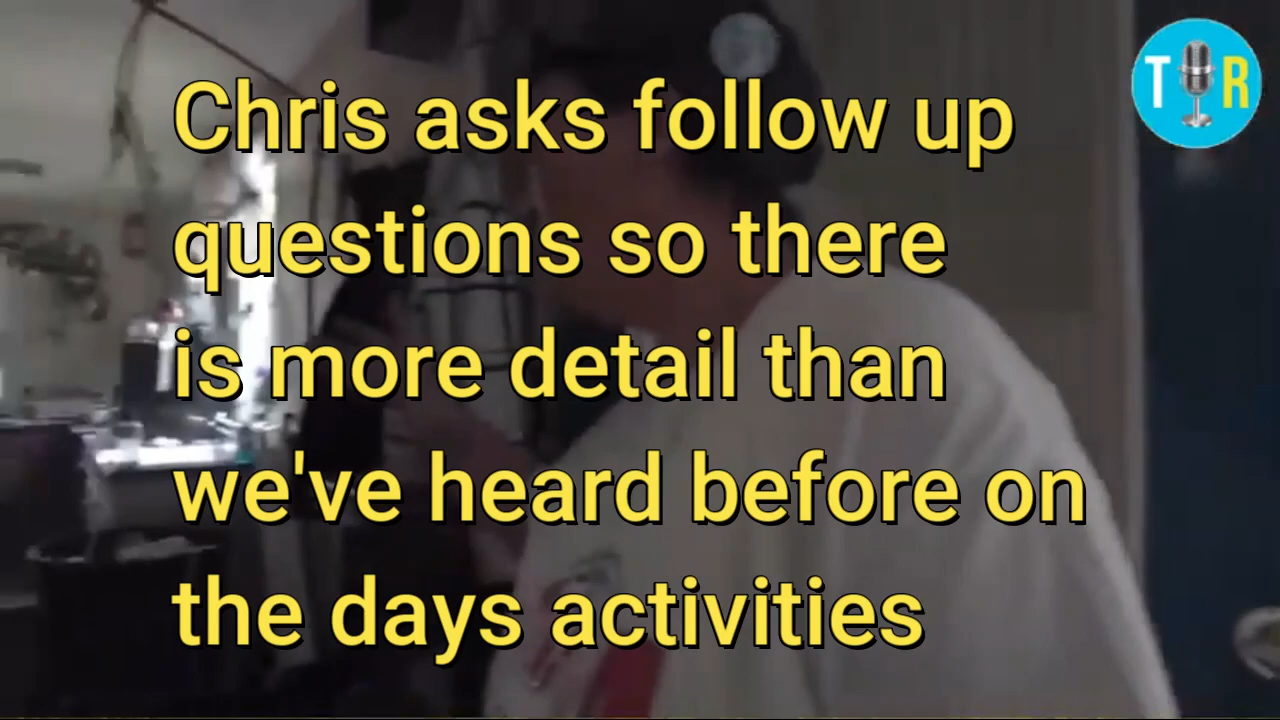 Chris asks follow up
questions so there
is more detail than
we've heard before on
the days activities
T R